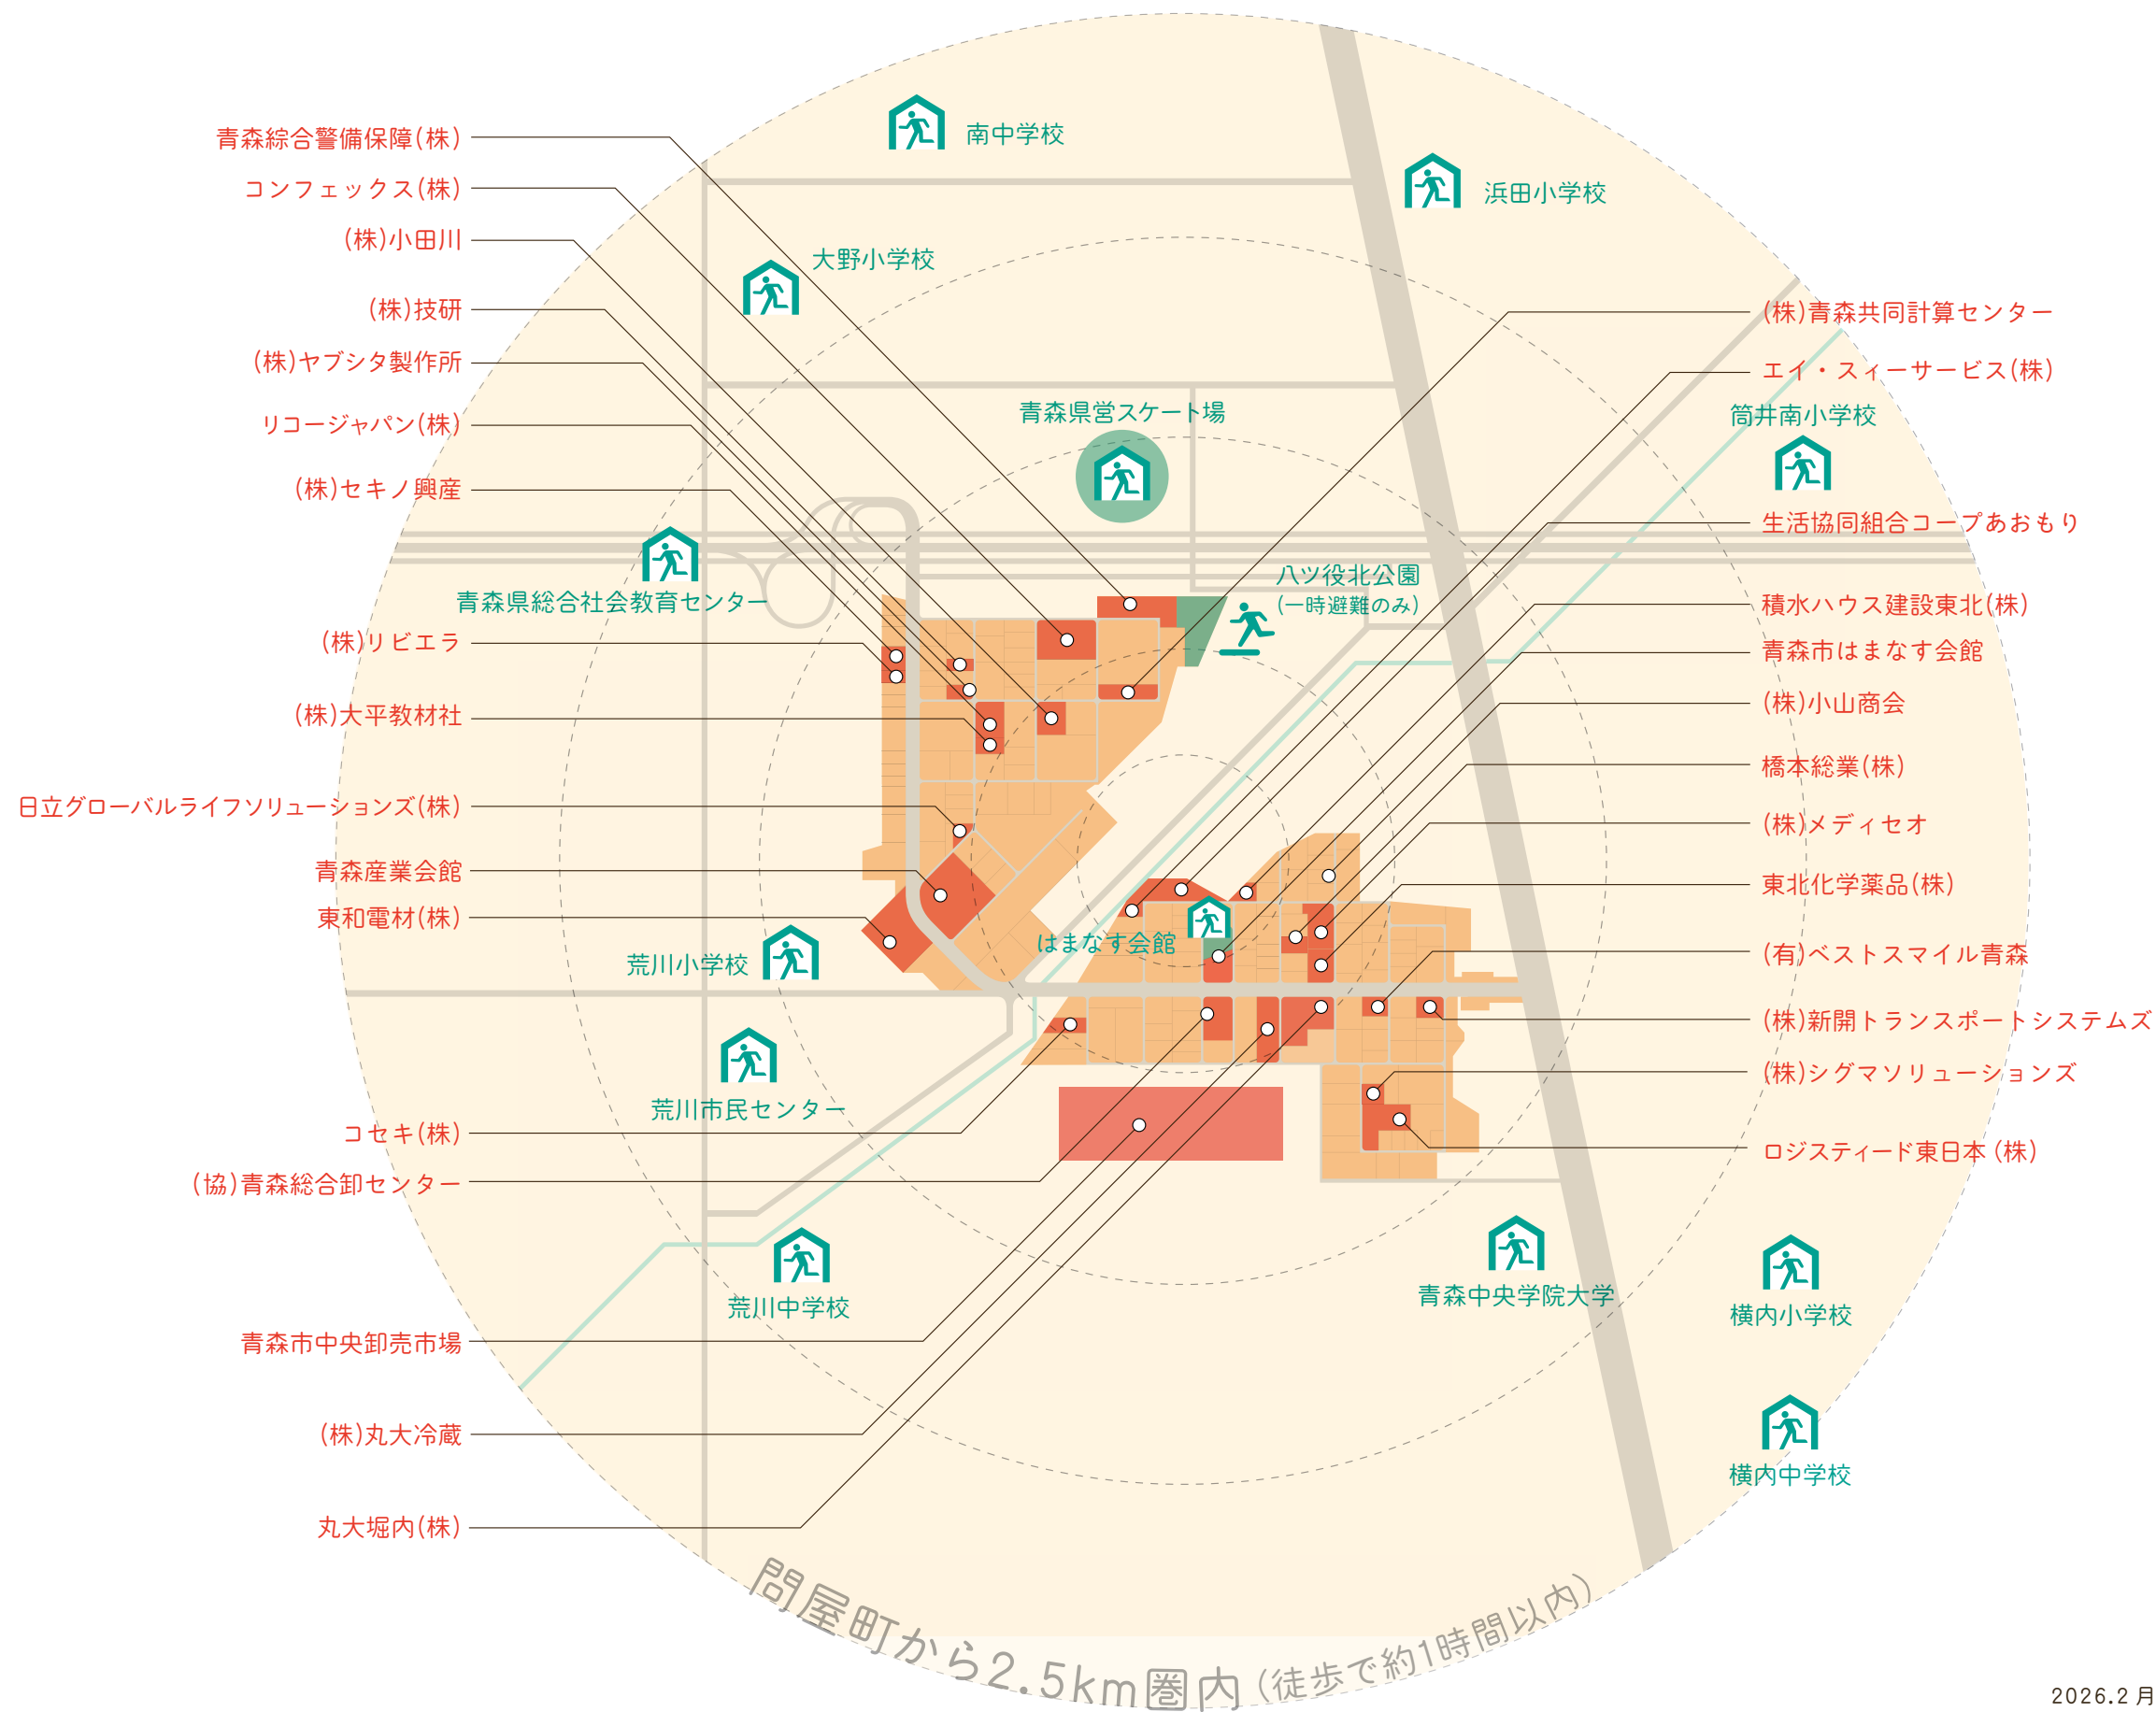 青森綜合警備保障(株)
コンフェックス(株)
(株)小田川
(株)技研
(株)ヤブシタ製作所
リコージャパン(株)
(株)セキノ興産
(株)リビエラ
(株)大平教材社
日立グローバルライフソリューションズ(株)
青森産業会館
東和電材(株)
コセキ(株)
(協)青森総合卸センター
青森市中央卸売市場
(株)丸大冷蔵
丸大堀内(株)
南中学校
浜田小学校
大野小学校
青森県営スケート場
筒井南小学校
青森県総合社会教育センター
八ツ役北公園
(一時避難のみ)
はまなす会館
荒川小学校
荒川市民センター
荒川中学校
青森中央学院大学
横内小学校
横内中学校
(株)青森共同計算センター
エイ・スィーサービス(株)
生活協同組合コープあおもり
積水ハウス建設東北(株)
青森市はまなす会館
(株)小山商会
橋本総業(株)
(株)メディセオ
東北化学薬品(株)
(有)ベストスマイル青森
(株)新開トランスポートシステムズ
(株)シグマソリューションズ
ロジスティード東日本(株)
問屋町から2.5km圏内(徒歩で約1時間以内)
2026.2月